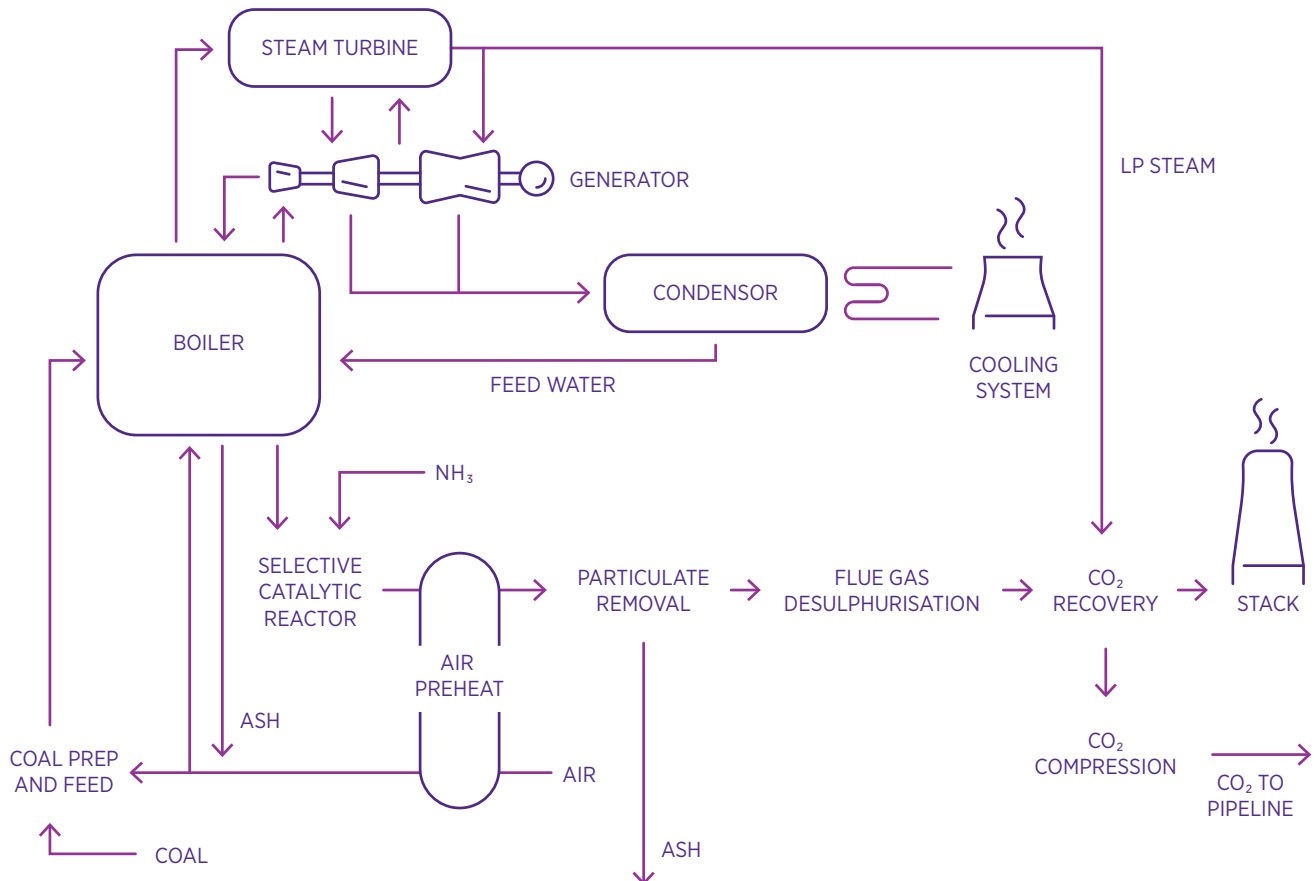 STEAM TURBINE
LP STEAM
GENERATOR
CONDENSOR
BOILER
COOLING
SYSTEM
FEED WATER
NH₃
SELECTIVE
CATALYTIC
REACTOR
PARTICULATE
REMOVAL
FLUE GAS
DESULPHURISATION
CO₂
RECOVERY
STACK
AIR
PREHEAT
ASH
COAL PREP
AND FEED
AIR
CO₂
COMPRESSION
CO₂ TO
PIPELINE
COAL
ASH